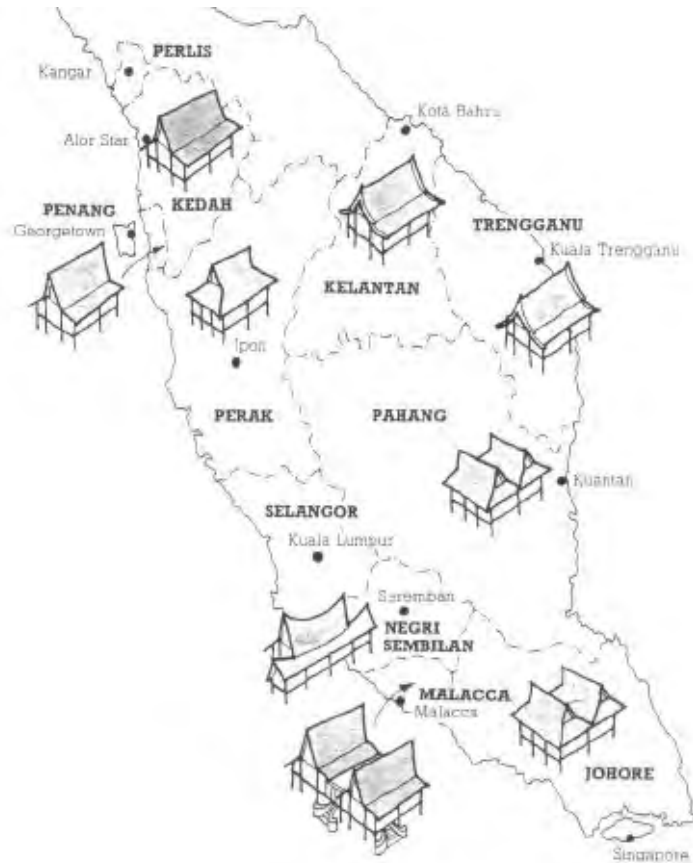 PERLIS
Kangar
Kota Bahru
Alor Star
KEDAH
PENANG
Georgetown
TRENGGANU
Kuala Trengganu
KELANTAN
Ipoh
PERAK
PAHANG
Kuantan
SELANGOR
Kuala Lumpur
Seremban
NEGRI
SEMBILAN
MALACCA
Malacca
JOHORE
Singapore